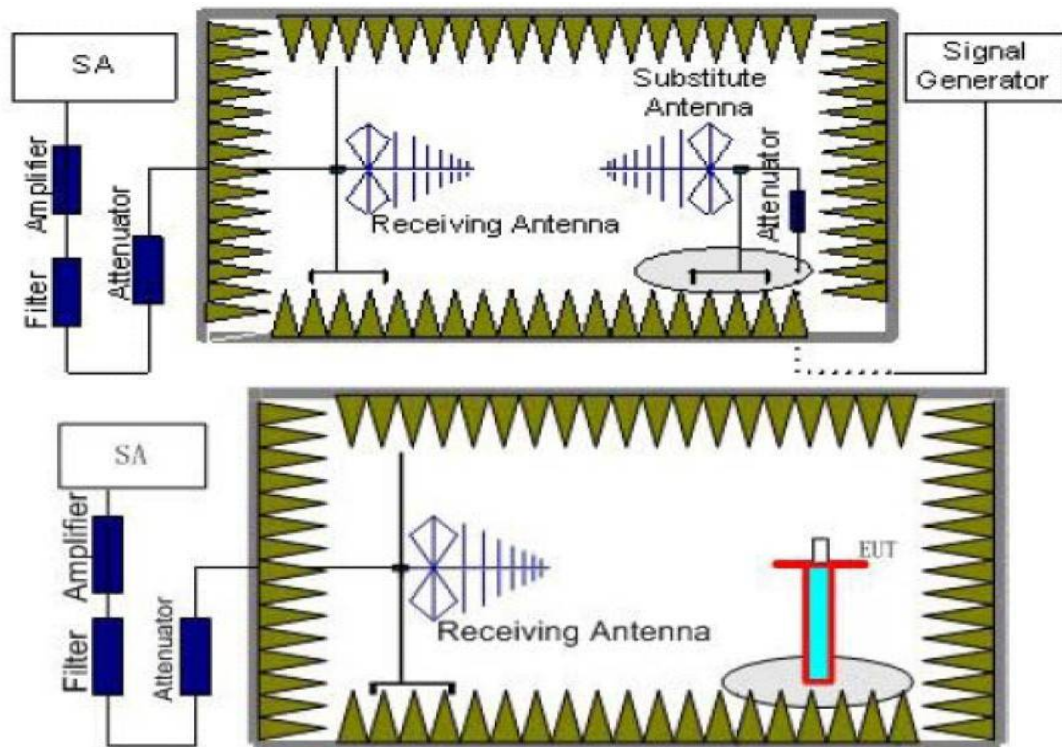 SA
Signal
Generator
Substitute
Antenna
Amplifier
Attenuator
Attenuator
Receiving Antenna
Filter
SA
Amplifier
EUT
Attenuator
Filter
Receiving Antenna